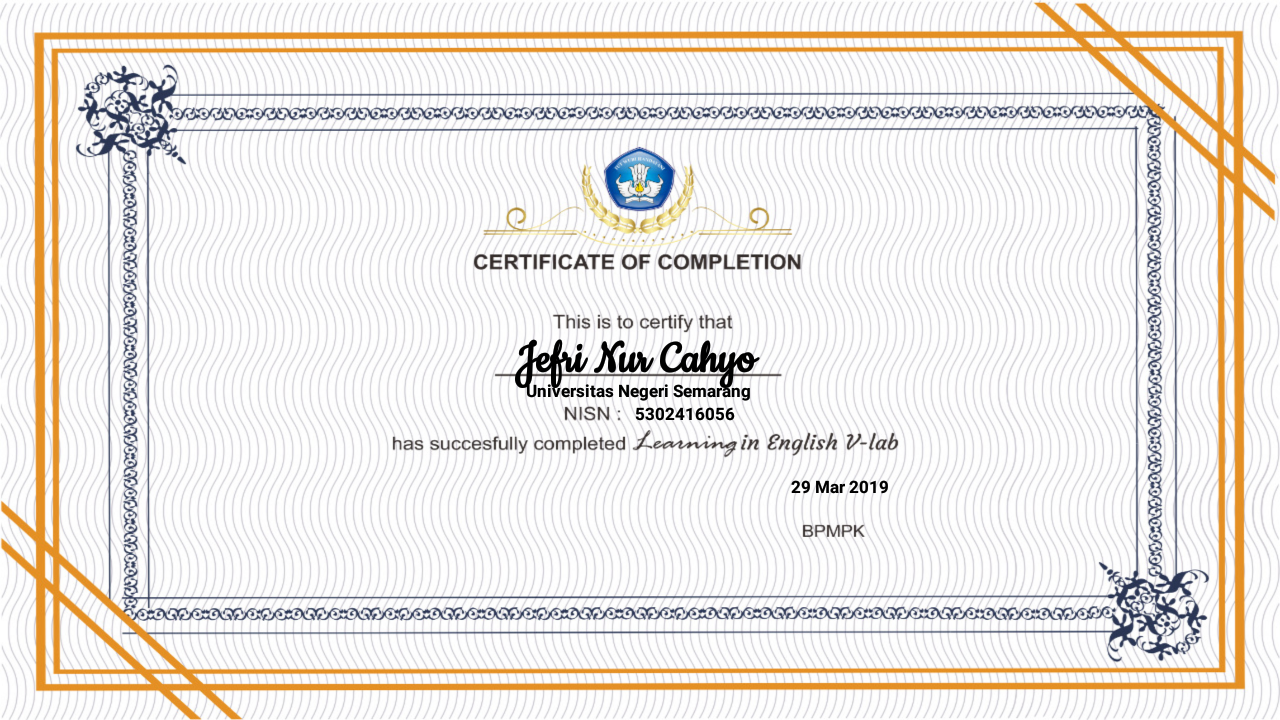 CERTIFICATE OF COMPLETION
This is to certify that
Jefri Nur Cahyo
Universitas Negeri Semarang
NISN : 5302416056
has succesfully completed Learning in English V-lab
29 Mar 2019
BPMPK